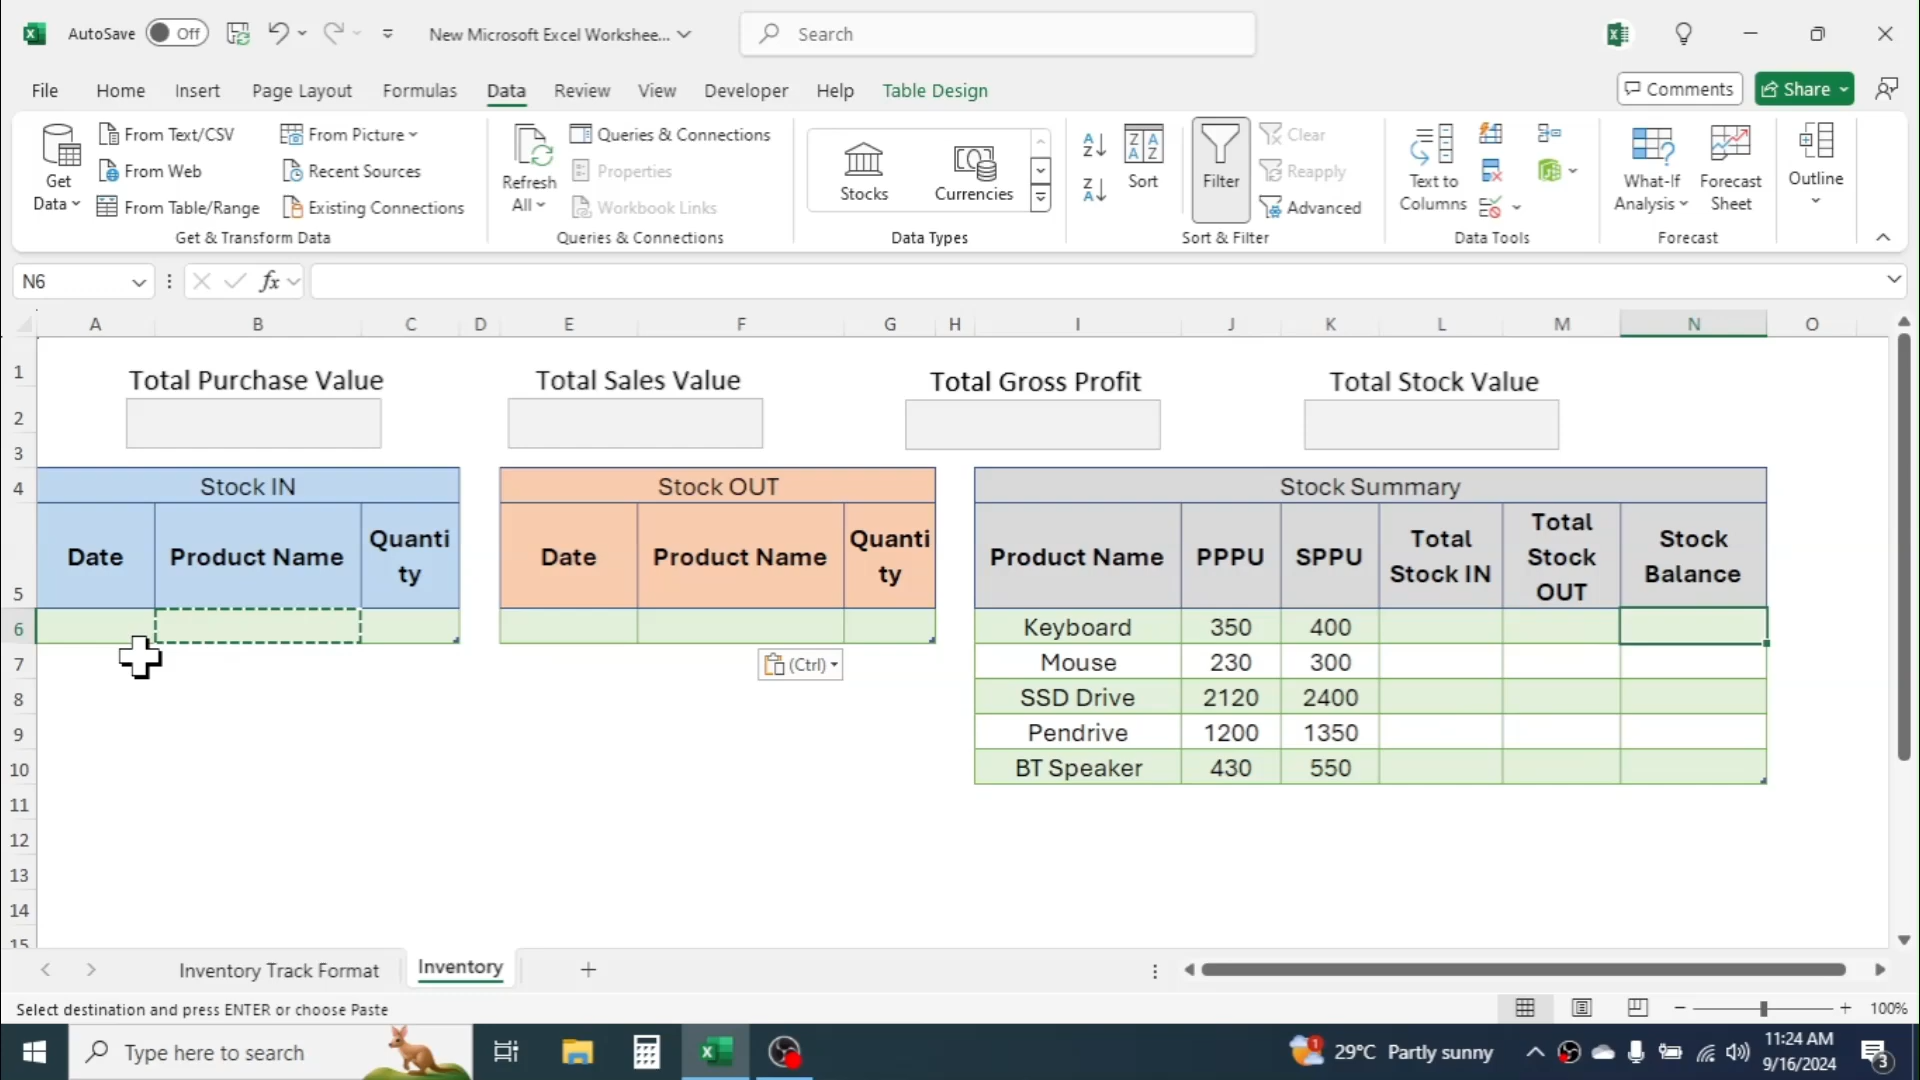 AutoSave Off New Microsoft Excel Workshee... Search
File Home Insert Page Layout Formulas Data Review View Developer Help Table Design Comments Share
Get Data
From Text/CSV
From Web
From Table/Range
From Picture
Recent Sources
Existing Connections
Get & Transform Data
Refresh All
Queries & Connections
Properties
Workbook Links
Queries & Connections
Stocks Currencies
Data Types
Sort
Filter
Clear
Reapply
Advanced
Sort & Filter
Text to Columns
Data Tools
What-If Analysis
Forecast Sheet
Forecast
Outline
N6 fx
A B C D E F G H I J K L M N O
1 Total Purchase Value Total Sales Value Total Gross Profit Total Stock Value
2
3
4 Stock IN Stock OUT Stock Summary
5 Date Product Name Quanti ty Date Product Name Quanti ty Product Name PPPU SPPU Total Stock IN Total Stock OUT Stock Balance
6 Keyboard 350 400
7 (Ctrl) Mouse 230 300
8 SSD Drive 2120 2400
9 Pendrive 1200 1350
10 BT Speaker 430 550
11
12
13
14
15
Inventory Track Format Inventory
Select destination and press ENTER or choose Paste 100%
Type here to search 1 29°C Partly sunny 11:24 AM 3
9/16/2024